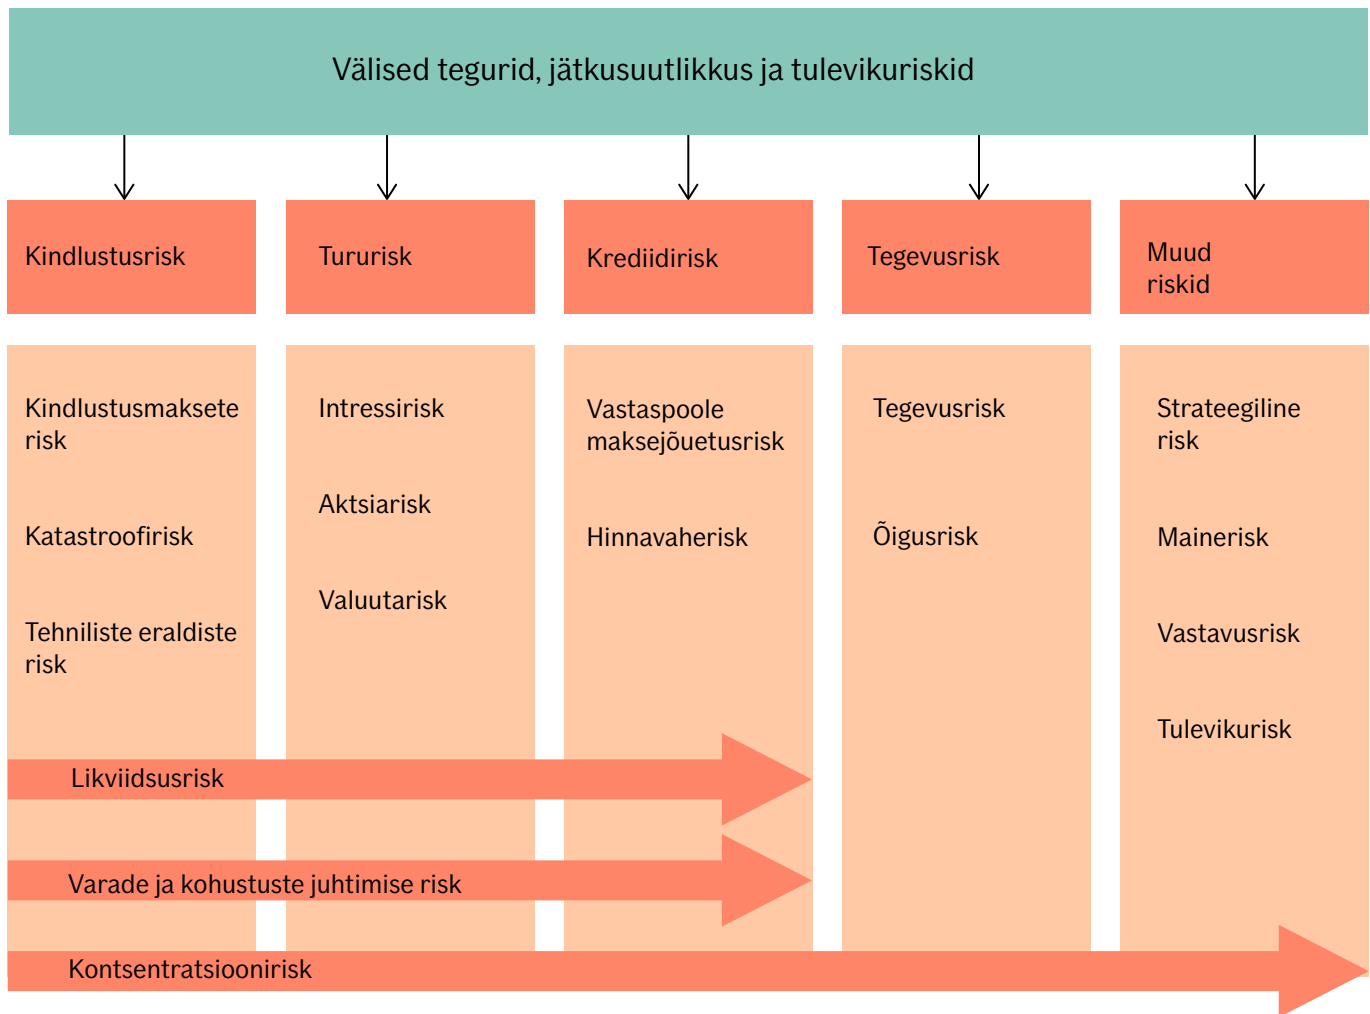 Välised tegurid, jätkusuutlikkus ja tulevikuriskid
Kindlustusrisk
Tururisk
Krediidirisk
Tegevusrisk
Muud
riskid
Kindlustusmaksete
risk
Katastroofirisk
Tehniliste eraldiste
risk
Intressirisk
Aktsiarisk
Valuutarisk
Vastaspoole
maksejõuetusrisk
Hinnavaherisk
Tegevusrisk
Õigusrisk
Strateegiline
risk
Mainerisk
Vastavusrisk
Tulevikurisk
Likviidsusrisk
Varade ja kohustuste juhtimise risk
Kontsentratsioonirisk